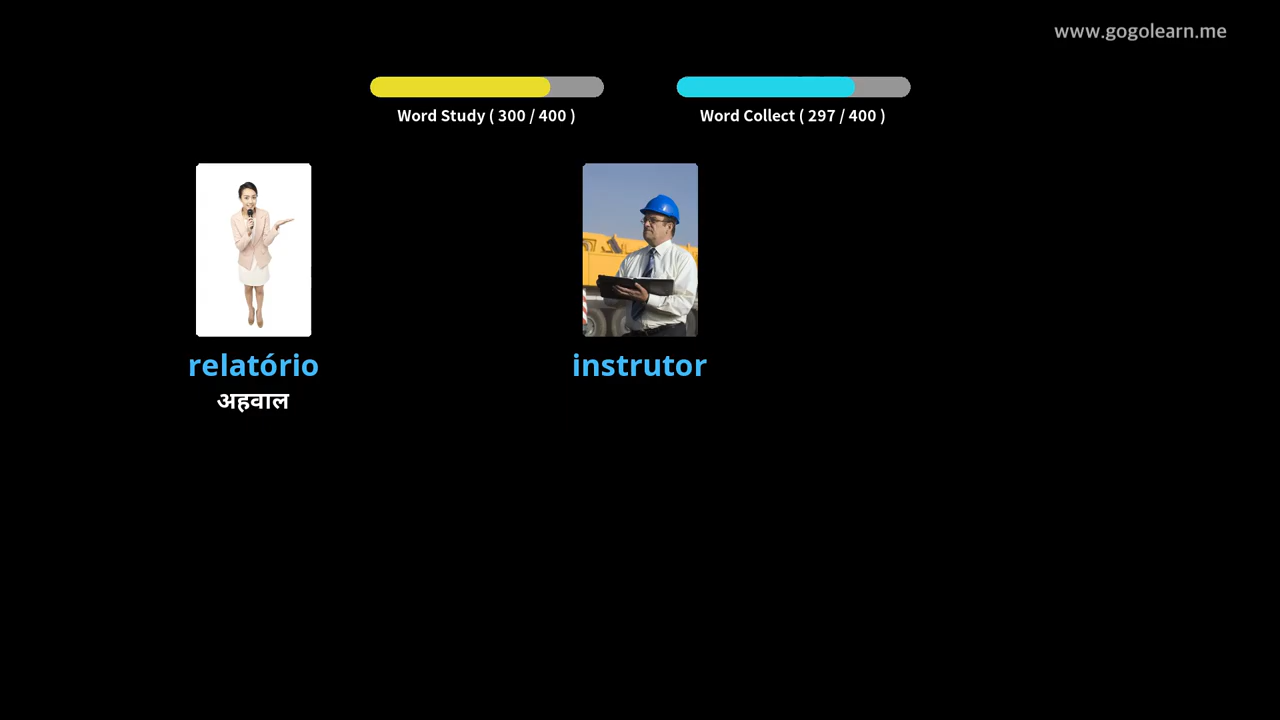 www.gogolearn.me
Word Study ( 300 / 400 )
Word Collect ( 297 / 400 )
relatório
अहवाल
instrutor